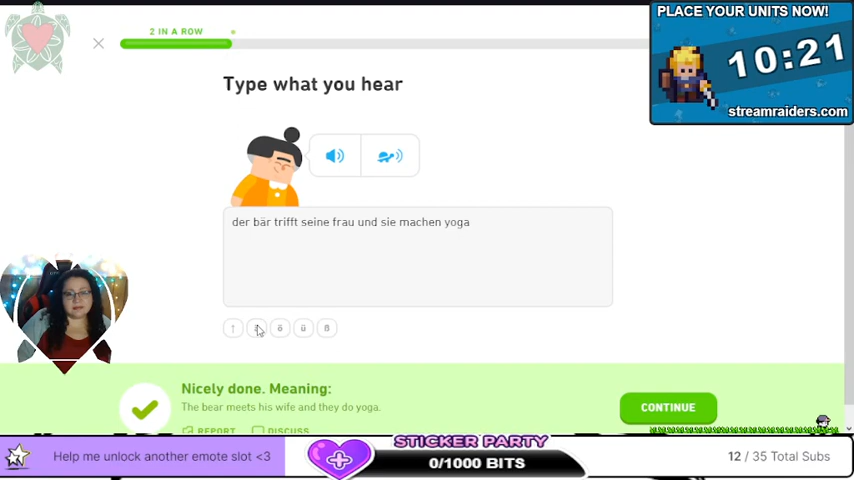 2 IN A ROW
PLACE YOUR UNITS NOW!
10:21
streamraiders.com
Type what you hear
der bär trifft seine frau und sie machen yoga
↑ ö ü ß
Nicely done. Meaning:
The bear meets his wife and they do yoga.
REPORT DISCUSS
CONTINUE
Help me unlock another emote slot <3
STICKER PARTY
0/1000 BITS
12 / 35 Total Subs